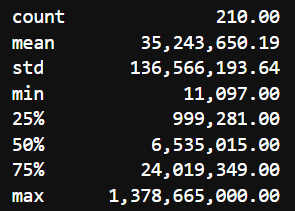 count 210.00
mean 35,243,650.19
std 136,566,193.64
min 11,097.00
25% 999,281.00
50% 6,535,015.00
75% 24,019,349.00
max 1,378,665,000.00